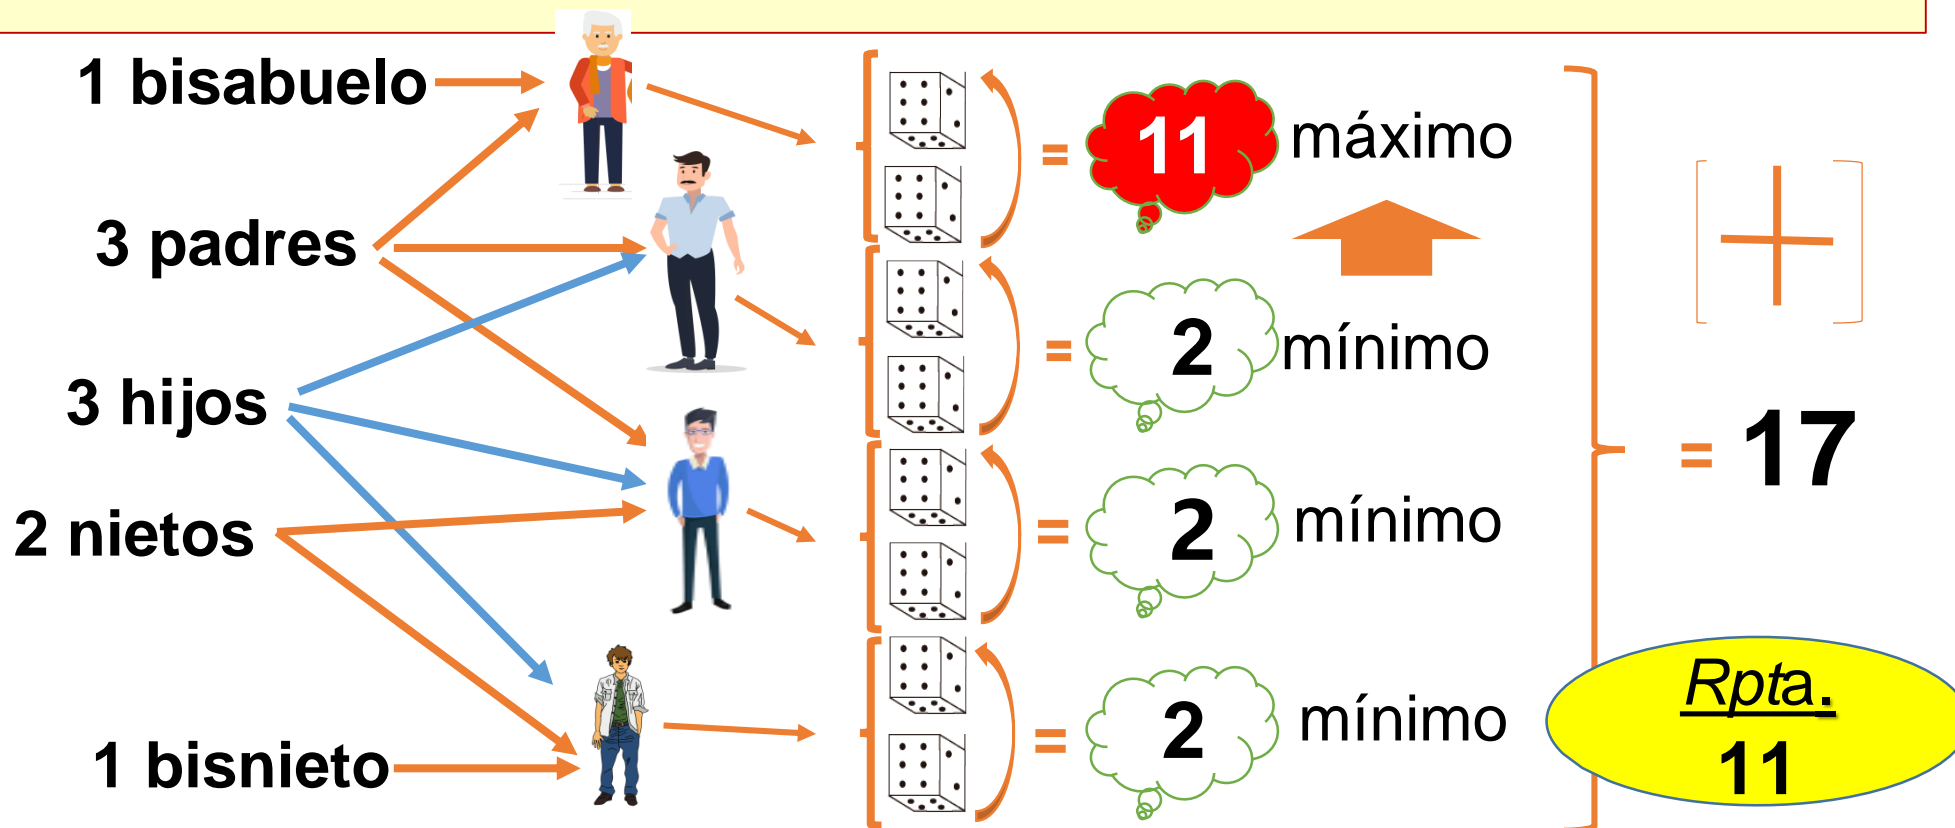 1 bisabuelo
= 11 máximo
3 padres
= 2 mínimo
3 hijos
= 17
2 nietos
= 2 mínimo
1 bisnieto
= 2 mínimo
Rpta.
11